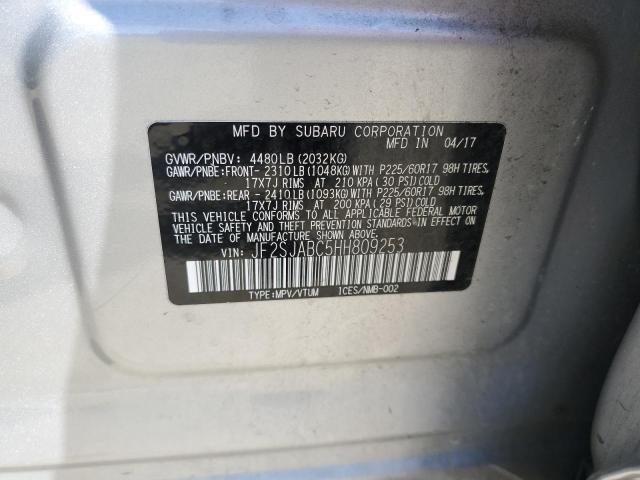 MFD BY SUBARU CORPORATION
MFD IN 04/17
GVWR/PNBV: 4480LB(2032KG)
GAWR/PNBE:FRONT- 2310LB(1048KG)WITH P225/60R17 98H TIRES,
17X7J RIMS AT 210 KPA(30 PSI)COLD
GAWR/PNBE:REAR -2410LB(1093KG)WITH P225/60R17 98H TIRES,
17X7J RIMS AT 200 KPA(29 PSI)COLD
THIS VEHICLE CONFORMS TO ALL APPLICABLE FEDERAL MOTOR
VEHICLE SAFETY AND THEFT PREVENTION STANDARDS IN EFFECT ON
THE DATE OF MANUFACTURE SHOWN ABOVE.
VIN: JF2SJABC5HH809253
TYPE:MPV/VTUM ICES/NMB-002